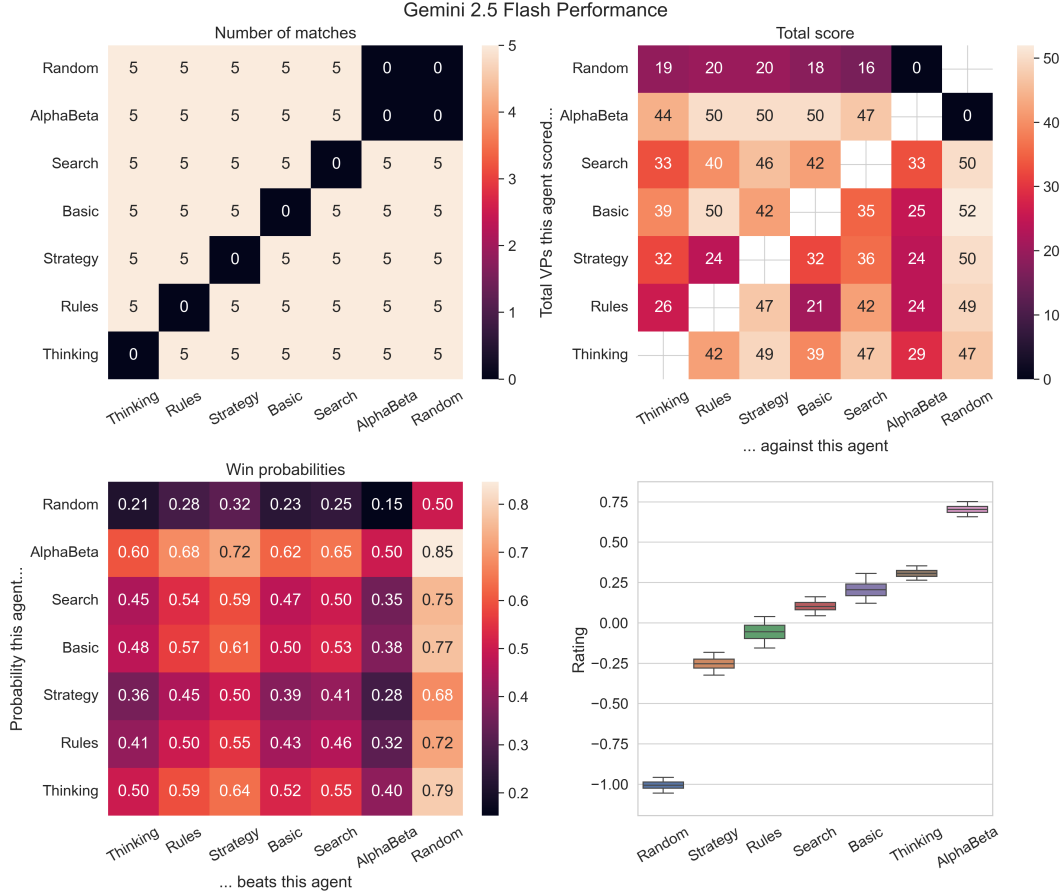 Gemini 2.5 Flash Performance
Number of matches
Random 5 5 5 5 5 0 0
AlphaBeta 5 5 5 5 5 0 0
Search 5 5 5 5 0 5 5
Basic 5 5 5 0 5 5 5
Strategy 5 5 0 5 5 5 5
Rules 5 0 5 5 5 5 5
Thinking 0 5 5 5 5 5 5
Thinking Rules Strategy Basic Search AlphaBeta Random
5
4
3
2
1
0
Total score
Total VPs this agent scored...
Random 19 20 20 18 16 0
AlphaBeta 44 50 50 50 47 0
Search 33 40 46 42 33 50
Basic 39 50 42 35 25 52
Strategy 32 24 32 36 24 50
Rules 26 47 21 42 24 49
Thinking 42 49 39 47 29 47
Thinking Rules Strategy Basic Search AlphaBeta Random
... against this agent
50
40
30
20
10
0
Win probabilities
Probability this agent...
Random 0.21 0.28 0.32 0.23 0.25 0.15 0.50
AlphaBeta 0.60 0.68 0.72 0.62 0.65 0.50 0.85
Search 0.45 0.54 0.59 0.47 0.50 0.35 0.75
Basic 0.48 0.57 0.61 0.50 0.53 0.38 0.77
Strategy 0.36 0.45 0.50 0.39 0.41 0.28 0.68
Rules 0.41 0.50 0.55 0.43 0.46 0.32 0.72
Thinking 0.50 0.59 0.64 0.52 0.55 0.40 0.79
Thinking Rules Strategy Basic Search AlphaBeta Random
... beats this agent
0.8
0.7
0.6
0.5
0.4
0.3
0.2
Rating
0.75
0.50
0.25
0.00
−0.25
−0.50
−0.75
−1.00
Random Strategy Rules Search Basic Thinking AlphaBeta